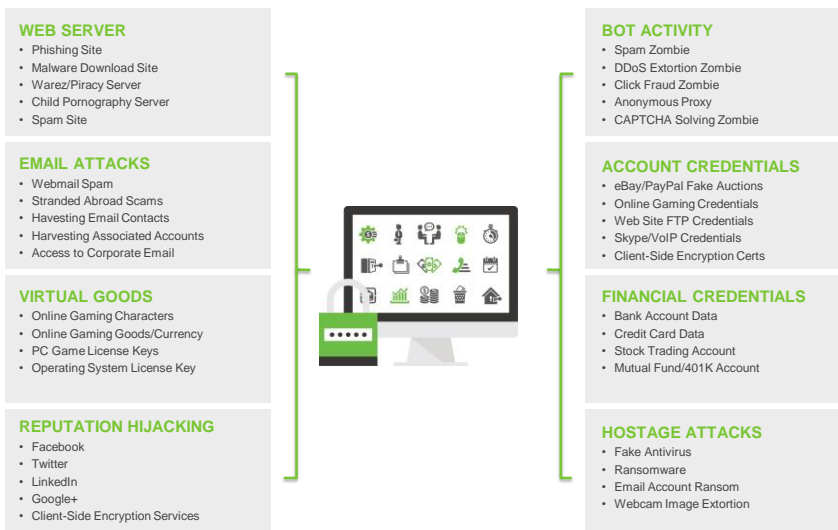 WEB SERVER
• Phishing Site
• Malware Download Site
• Warez/Piracy Server
• Child Pornography Server
• Spam Site
EMAIL ATTACKS
• Webmail Spam
• Stranded Abroad Scams
• Havesting Email Contacts
• Harvesting Associated Accounts
• Access to Corporate Email
VIRTUAL GOODS
• Online Gaming Characters
• Online Gaming Goods/Currency
• PC Game License Keys
• Operating System License Key
REPUTATION HIJACKING
• Facebook
• Twitter
• LinkedIn
• Google+
• Client-Side Encryption Services
BOT ACTIVITY
• Spam Zombie
• DDoS Extortion Zombie
• Click Fraud Zombie
• Anonymous Proxy
• CAPTCHA Solving Zombie
ACCOUNT CREDENTIALS
• eBay/PayPal Fake Auctions
• Online Gaming Credentials
• Web Site FTP Credentials
• Skype/VoIP Credentials
• Client-Side Encryption Certs
FINANCIAL CREDENTIALS
• Bank Account Data
• Credit Card Data
• Stock Trading Account
• Mutual Fund/401K Account
HOSTAGE ATTACKS
• Fake Antivirus
• Ransomware
• Email Account Ransom
• Webcam Image Extortion